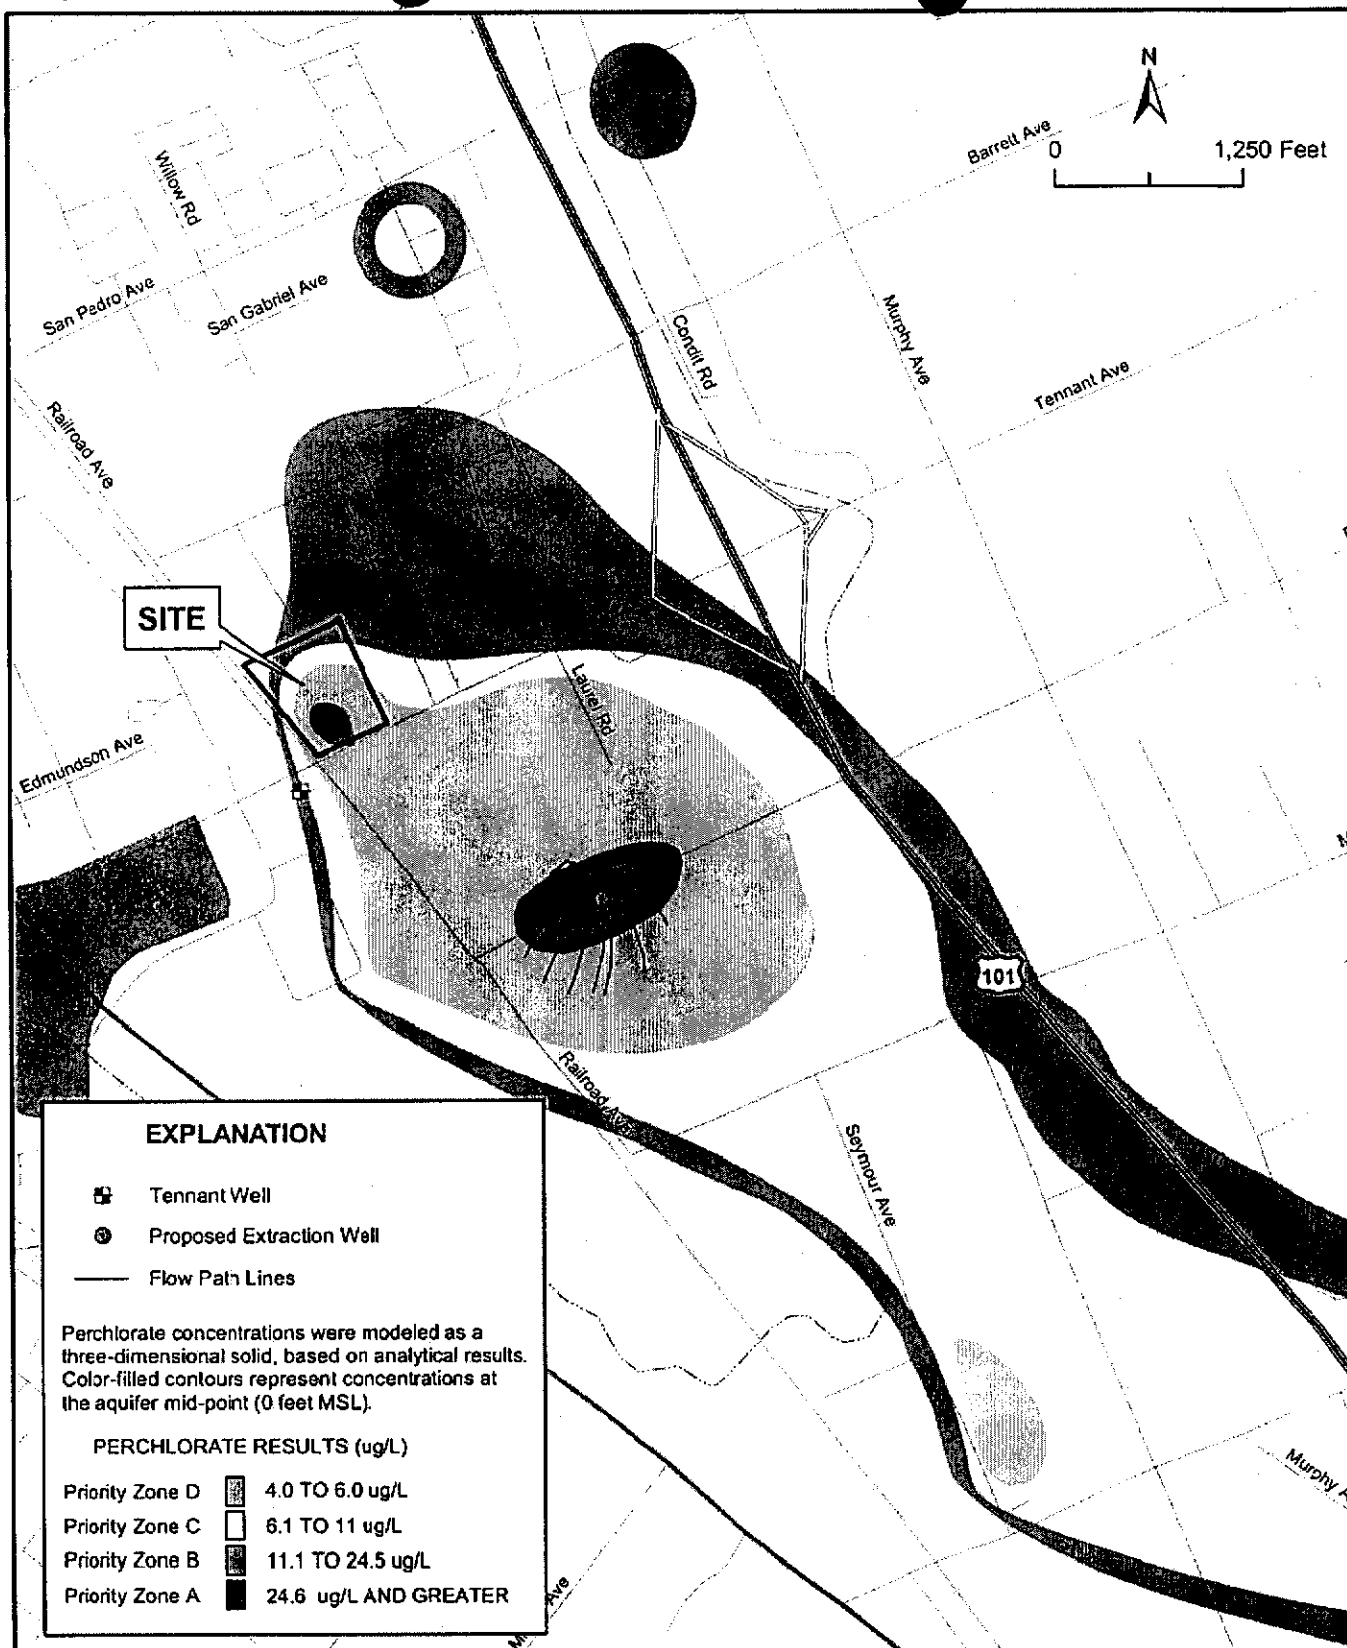 N
0
1,250 Feet
Barrett Ave
Willow Rd
San Pedro Ave
San Gabriel Ave
Condit Rd
Murphy Ave
Tennant Ave
Railroad Ave
SITE
Laurel Rd
Edmundson Ave
101
Railroad Ave
Seymour Ave
Murphy A
Ave
EXPLANATION
Tennant Well
Proposed Extraction Well
Flow Path Lines
Perchlorate concentrations were modeled as a
three-dimensional solid, based on analytical results.
Color-filled contours represent concentrations at
the aquifer mid-point (0 feet MSL).
PERCHLORATE RESULTS (ug/L)
Priority Zone D 4.0 TO 6.0 ug/L
Priority Zone C 6.1 TO 11 ug/L
Priority Zone B 11.1 TO 24.5 ug/L
Priority Zone A 24.6 ug/L AND GREATER